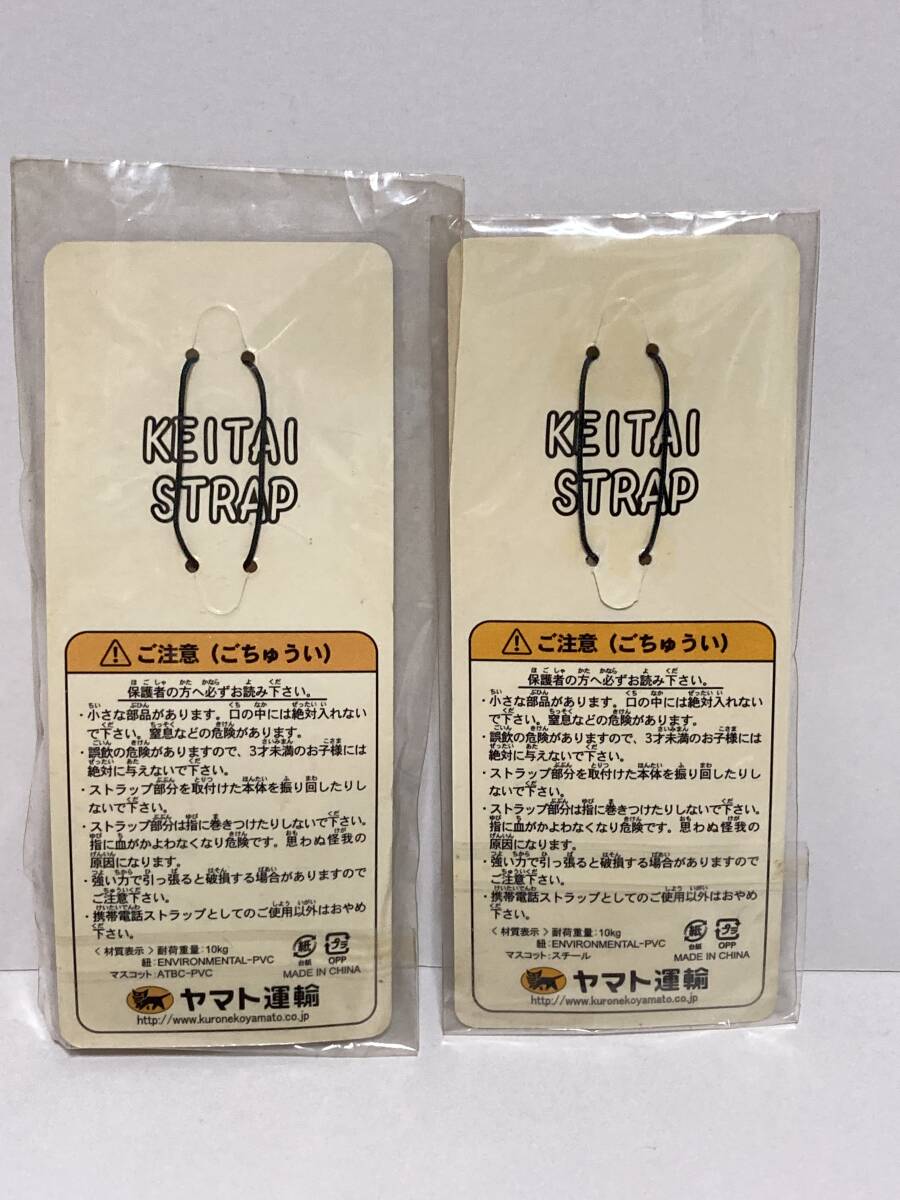 KEITAI
STRAP
ご注意（ごちゅうい）
保護者の方へ必ずお読み下さい。
・小さな部品があります。口の中には絶対入れない
で下さい。窒息などの危険があります。
・誤飲の危険がありますので、3才未満のお子様には
絶対に与えないで下さい。
・ストラップ部分を取付けた本体を振り回したりし
ないで下さい。
・ストラップ部分は指に巻きつけたりしないで下さい。
指に血がかよわなくなり危険です。思わぬ怪我の
原因になります。
・強い力で引っ張ると破損する場合がありますので
ご注意下さい。
・携帯電話ストラップとしてのご使用以外はおやめ
下さい。
〈材質表示〉耐荷重量：10kg
紐：ENVIRONMENTAL-PVC
マスコット：ATBC-PVC
紙
台紙
プラ
OPP
MADE IN CHINA
ヤマト運輸
http://www.kuronekoyamato.co.jp
KEITAI
STRAP
ご注意（ごちゅうい）
保護者の方へ必ずお読み下さい。
・小さな部品があります。口の中には絶対入れない
で下さい。窒息などの危険があります。
・誤飲の危険がありますので、3才未満のお子様には
絶対に与えないで下さい。
・ストラップ部分を取付けた本体を振り回したりし
ないで下さい。
・ストラップ部分は指に巻きつけたりしないで下さい。
指に血がかよわなくなり危険です。思わぬ怪我の
原因になります。
・強い力で引っ張ると破損する場合がありますので
ご注意下さい。
・携帯電話ストラップとしてのご使用以外はおやめ
下さい。
〈材質表示〉耐荷重量：10kg
紐：ENVIRONMENTAL-PVC
マスコット：スチール
紙
台紙
プラ
OPP
MADE IN CHINA
ヤマト運輸
http://www.kuronekoyamato.co.jp